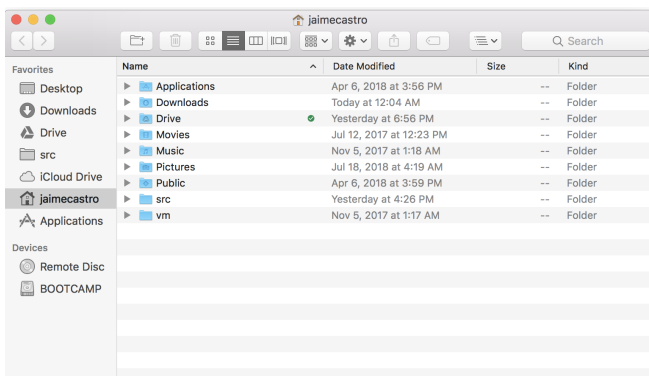 jaimecastro
Search
Favorites
Desktop
Downloads
Drive
src
iCloud Drive
jaimecastro
Applications
Devices
Remote Disc
BOOTCAMP
Name Date Modified Size Kind
Applications Apr 6, 2018 at 3:56 PM -- Folder
Downloads Today at 12:04 AM -- Folder
Drive Yesterday at 6:56 PM -- Folder
Movies Jul 12, 2017 at 12:23 PM -- Folder
Music Nov 5, 2017 at 1:18 AM -- Folder
Pictures Jul 18, 2018 at 4:19 AM -- Folder
Public Apr 6, 2018 at 3:59 PM -- Folder
src Yesterday at 4:26 PM -- Folder
vm Nov 5, 2017 at 1:17 AM -- Folder